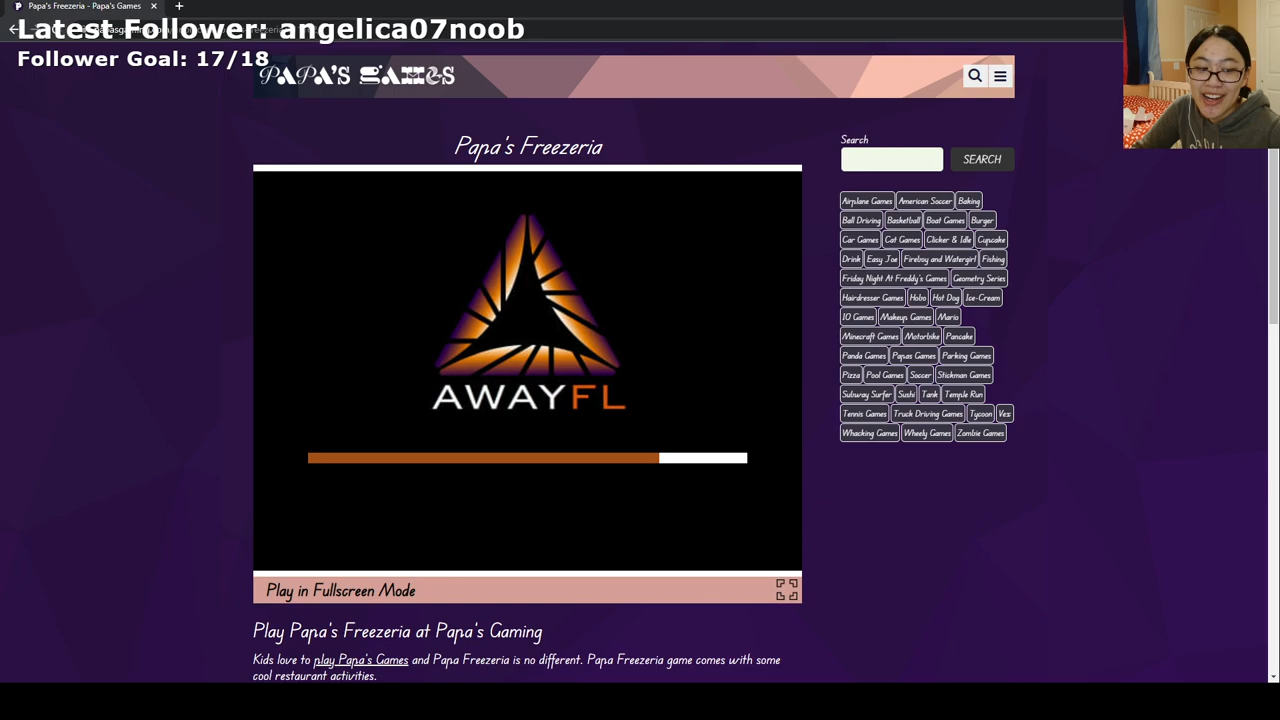 Papa's Freezeria - Papa's Games
Latest Follower: angelica07noob
Follower Goal: 17/18
PAPA'S GAMES
Papa's Freezeria
Search
SEARCH
Airplane Games American Soccer Baking
Ball Driving Basketball Boat Games Burger
Car Games Cat Games Clicker & Idle Cupcake
Drink Easy Joe Fireboy and Watergirl Fishing
Friday Night At Freddy's Games Geometry Series
Hairdresser Games Hobo Hot Dog Ice-Cream
IO Games Makeup Games Mario
Minecraft Games Motorbike Pancake
Panda Games Papas Games Parking Games
Pizza Pool Games Soccer Stickman Games
Subway Surfer Sushi Tank Temple Run
Tennis Games Truck Driving Games Tycoon Vex
Whacking Games Wheely Games Zombie Games
AWAYFL
Play in Fullscreen Mode
Play Papa's Freezeria at Papa's Gaming
Kids love to play Papa's Games and Papa Freezeria is no different. Papa Freezeria game comes with some
cool restaurant activities.